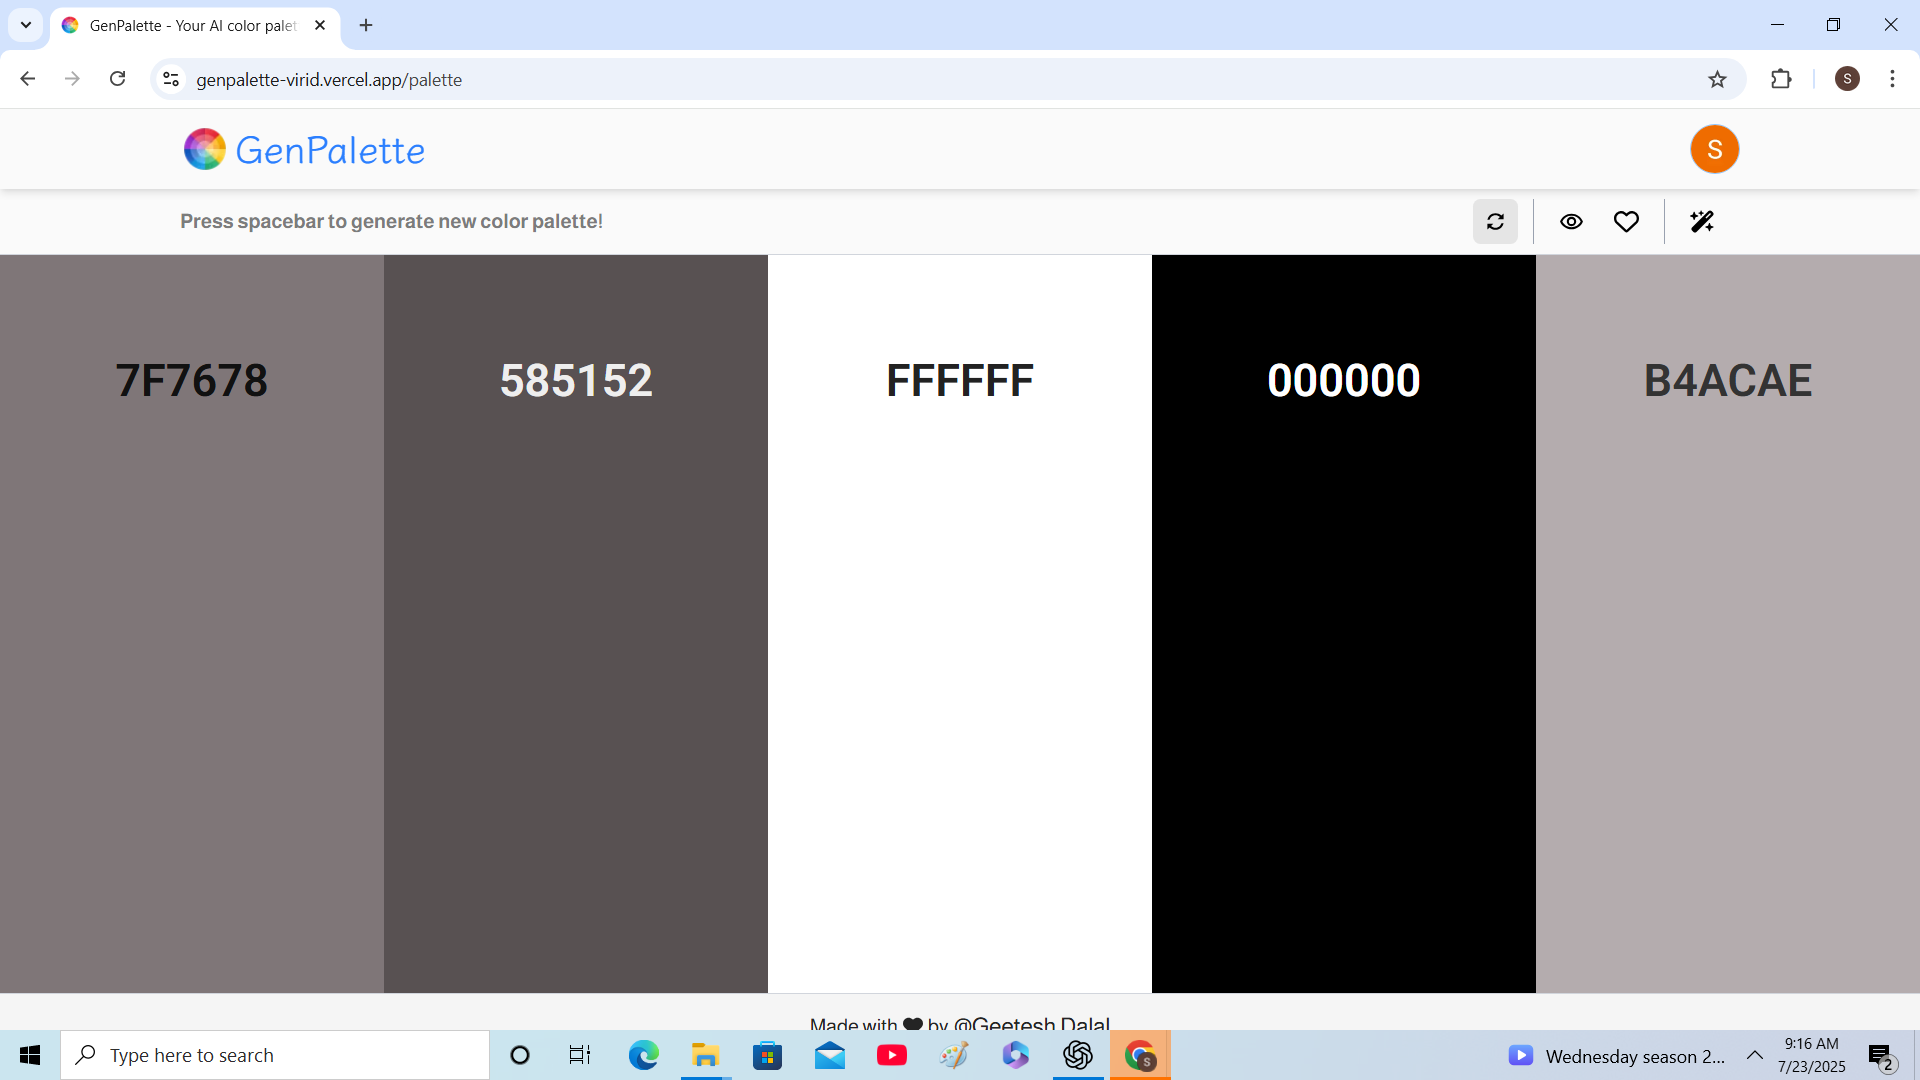 GenPalette - Your AI color palet
genpalette-virid.vercel.app/palette
S
GenPalette
S
Press spacebar to generate new color palette!
7F7678
585152
FFFFFF
000000
B4ACAE
Made with by @Geetesh Dalal
Type here to search
S
Wednesday season 2...
9:16 AM
7/23/2025
2